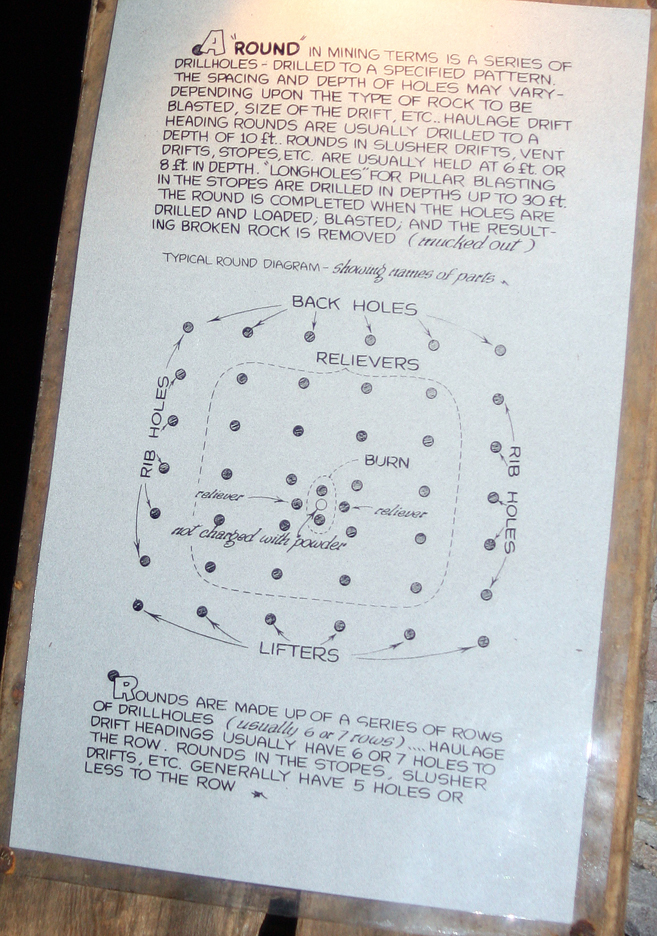 A "ROUND" IN MINING TERMS IS A SERIES OF
DRILLHOLES - DRILLED TO A SPECIFIED PATTERN.
THE SPACING AND DEPTH OF HOLES MAY VARY-
DEPENDING UPON THE TYPE OF ROCK TO BE
BLASTED, SIZE OF THE DRIFT, ETC.. HAULAGE DRIFT
HEADING ROUNDS ARE USUALLY DRILLED TO A
DEPTH OF 10 ft.. ROUNDS IN SLUSHER DRIFTS, VENT
DRIFTS, STOPES, ETC. ARE USUALLY HELD AT 6 ft. OR
8 ft. IN DEPTH. "LONGHOLES" FOR PILLAR BLASTING
IN THE STOPES ARE DRILLED IN DEPTHS UP TO 30 ft.
THE ROUND IS COMPLETED WHEN THE HOLES ARE
DRILLED AND LOADED; BLASTED; AND THE RESULT-
ING BROKEN ROCK IS REMOVED (mucked out)
TYPICAL ROUND DIAGRAM - showing names of parts
BACK HOLES
RELIEVERS
RIB HOLES
BURN
RIB HOLES
reliever
reliever
not charged with powder
LIFTERS
ROUNDS ARE MADE UP OF A SERIES OF ROWS
OF DRILLHOLES (usually 6 or 7 rows).... HAULAGE
DRIFT HEADINGS USUALLY HAVE 6 OR 7 HOLES TO
THE ROW. ROUNDS IN THE STOPES, SLUSHER
DRIFTS, ETC. GENERALLY HAVE 5 HOLES OR
LESS TO THE ROW